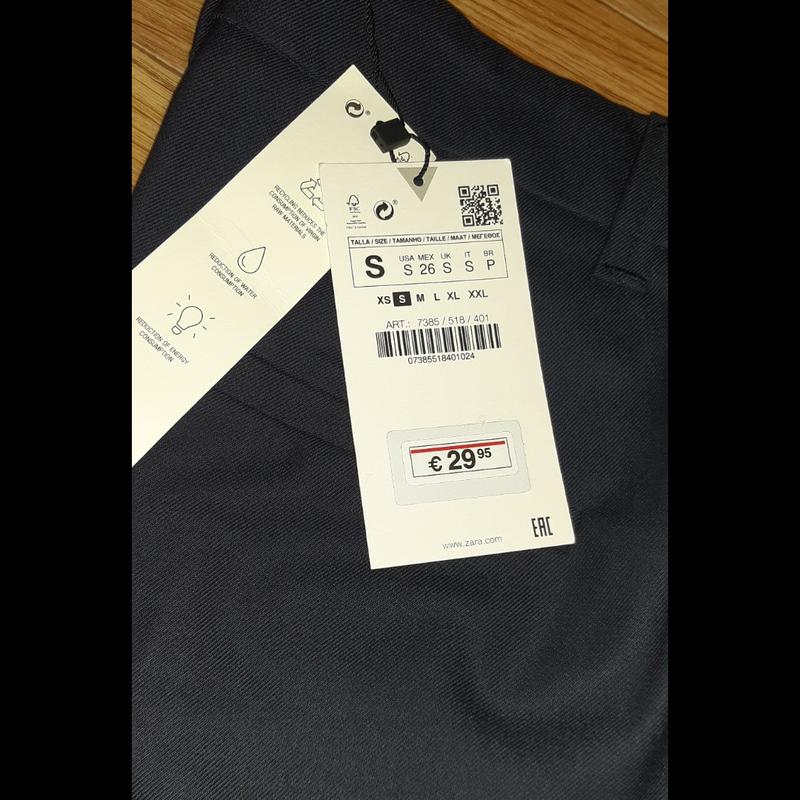 RECYCLING REDUCES THE
CONSUMPTION OF VIRGIN
RAW MATERIALS
REDUCTION OF WATER
CONSUMPTION
REDUCTION OF ENERGY
CONSUMPTION
FSC
TALLA / SIZE / TAMANHO / TAILLE / MAAT / ΜΕΓΕΘΟΣ
S
USA MEX UK IT BR
S 26 S S P
XS S M L XL XXL
ART.: 7385 / 518 / 401
07385518401024
€ 29 95
EAC
www.zara.com